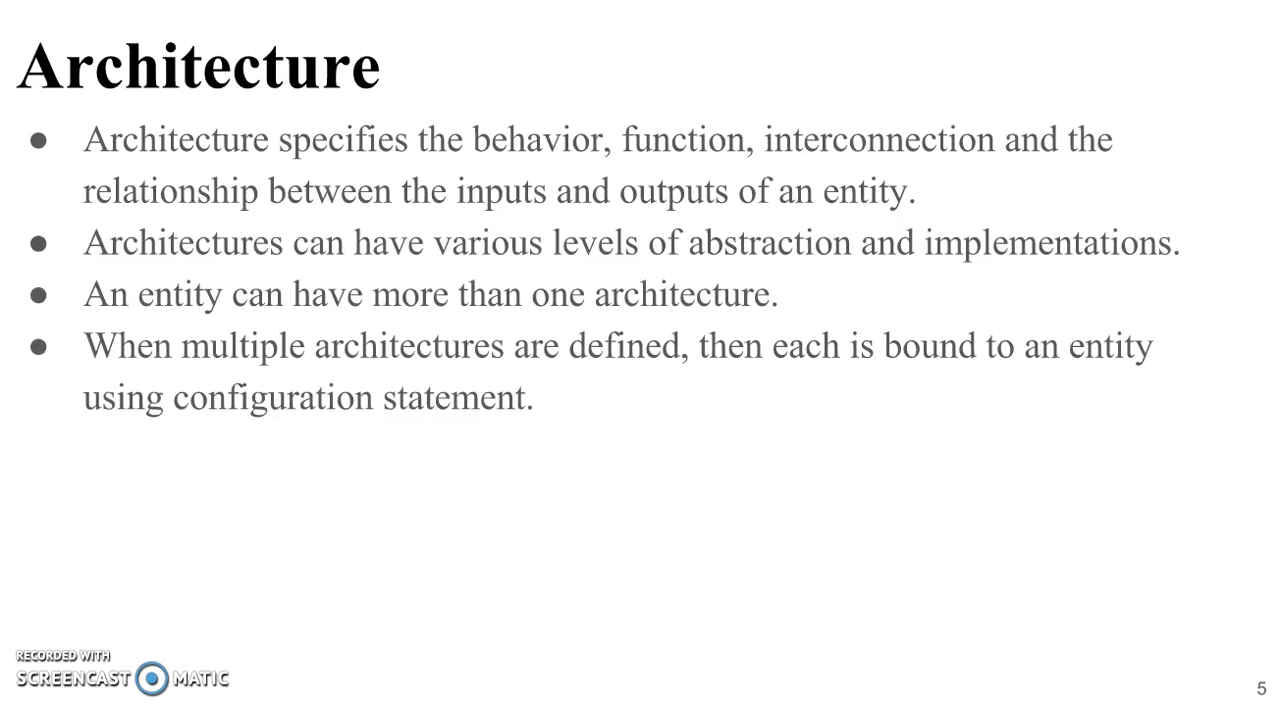 Architecture
● Architecture specifies the behavior, function, interconnection and the
relationship between the inputs and outputs of an entity.
● Architectures can have various levels of abstraction and implementations.
● An entity can have more than one architecture.
● When multiple architectures are defined, then each is bound to an entity
using configuration statement.
RECORDED WITH
SCREENCAST MATIC
5